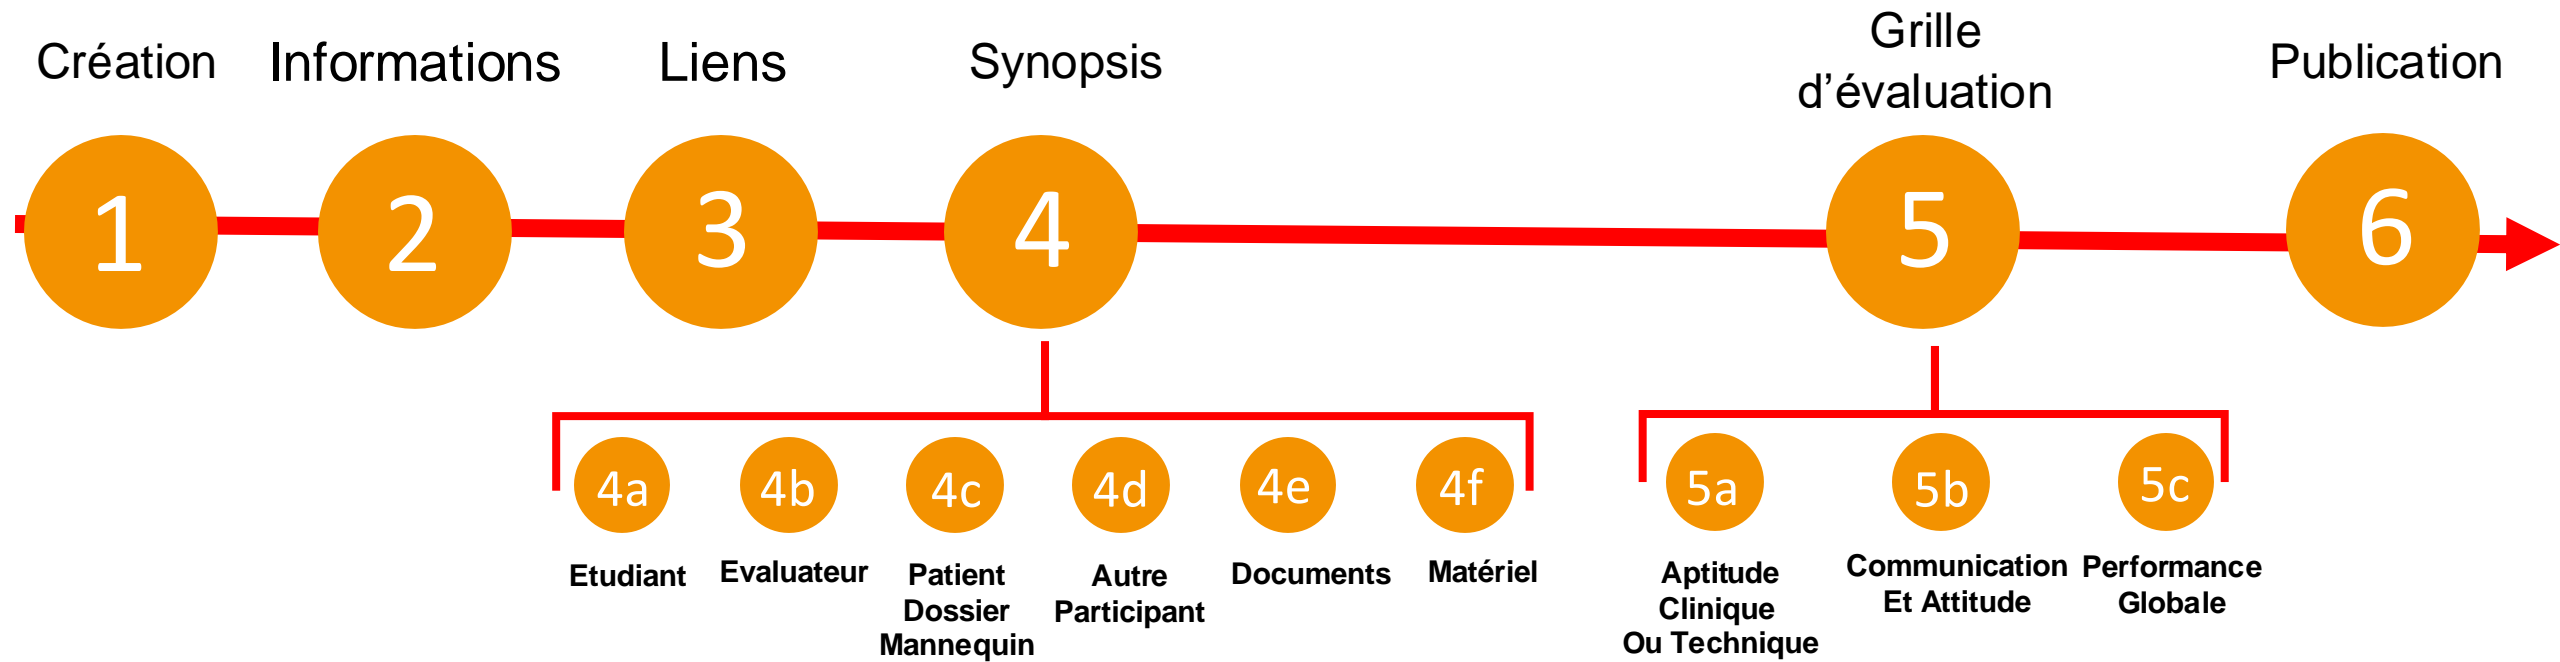 Création
Informations
Liens
Synopsis
Grille
d’évaluation
Publication
1
2
3
4
5
6
4a
4b
4c
4d
4e
4f
5a
5b
5c
Etudiant
Evaluateur
Patient
Dossier
Mannequin
Autre
Participant
Documents
Matériel
Aptitude
Clinique
Ou Technique
Communication
Et Attitude
Performance
Globale